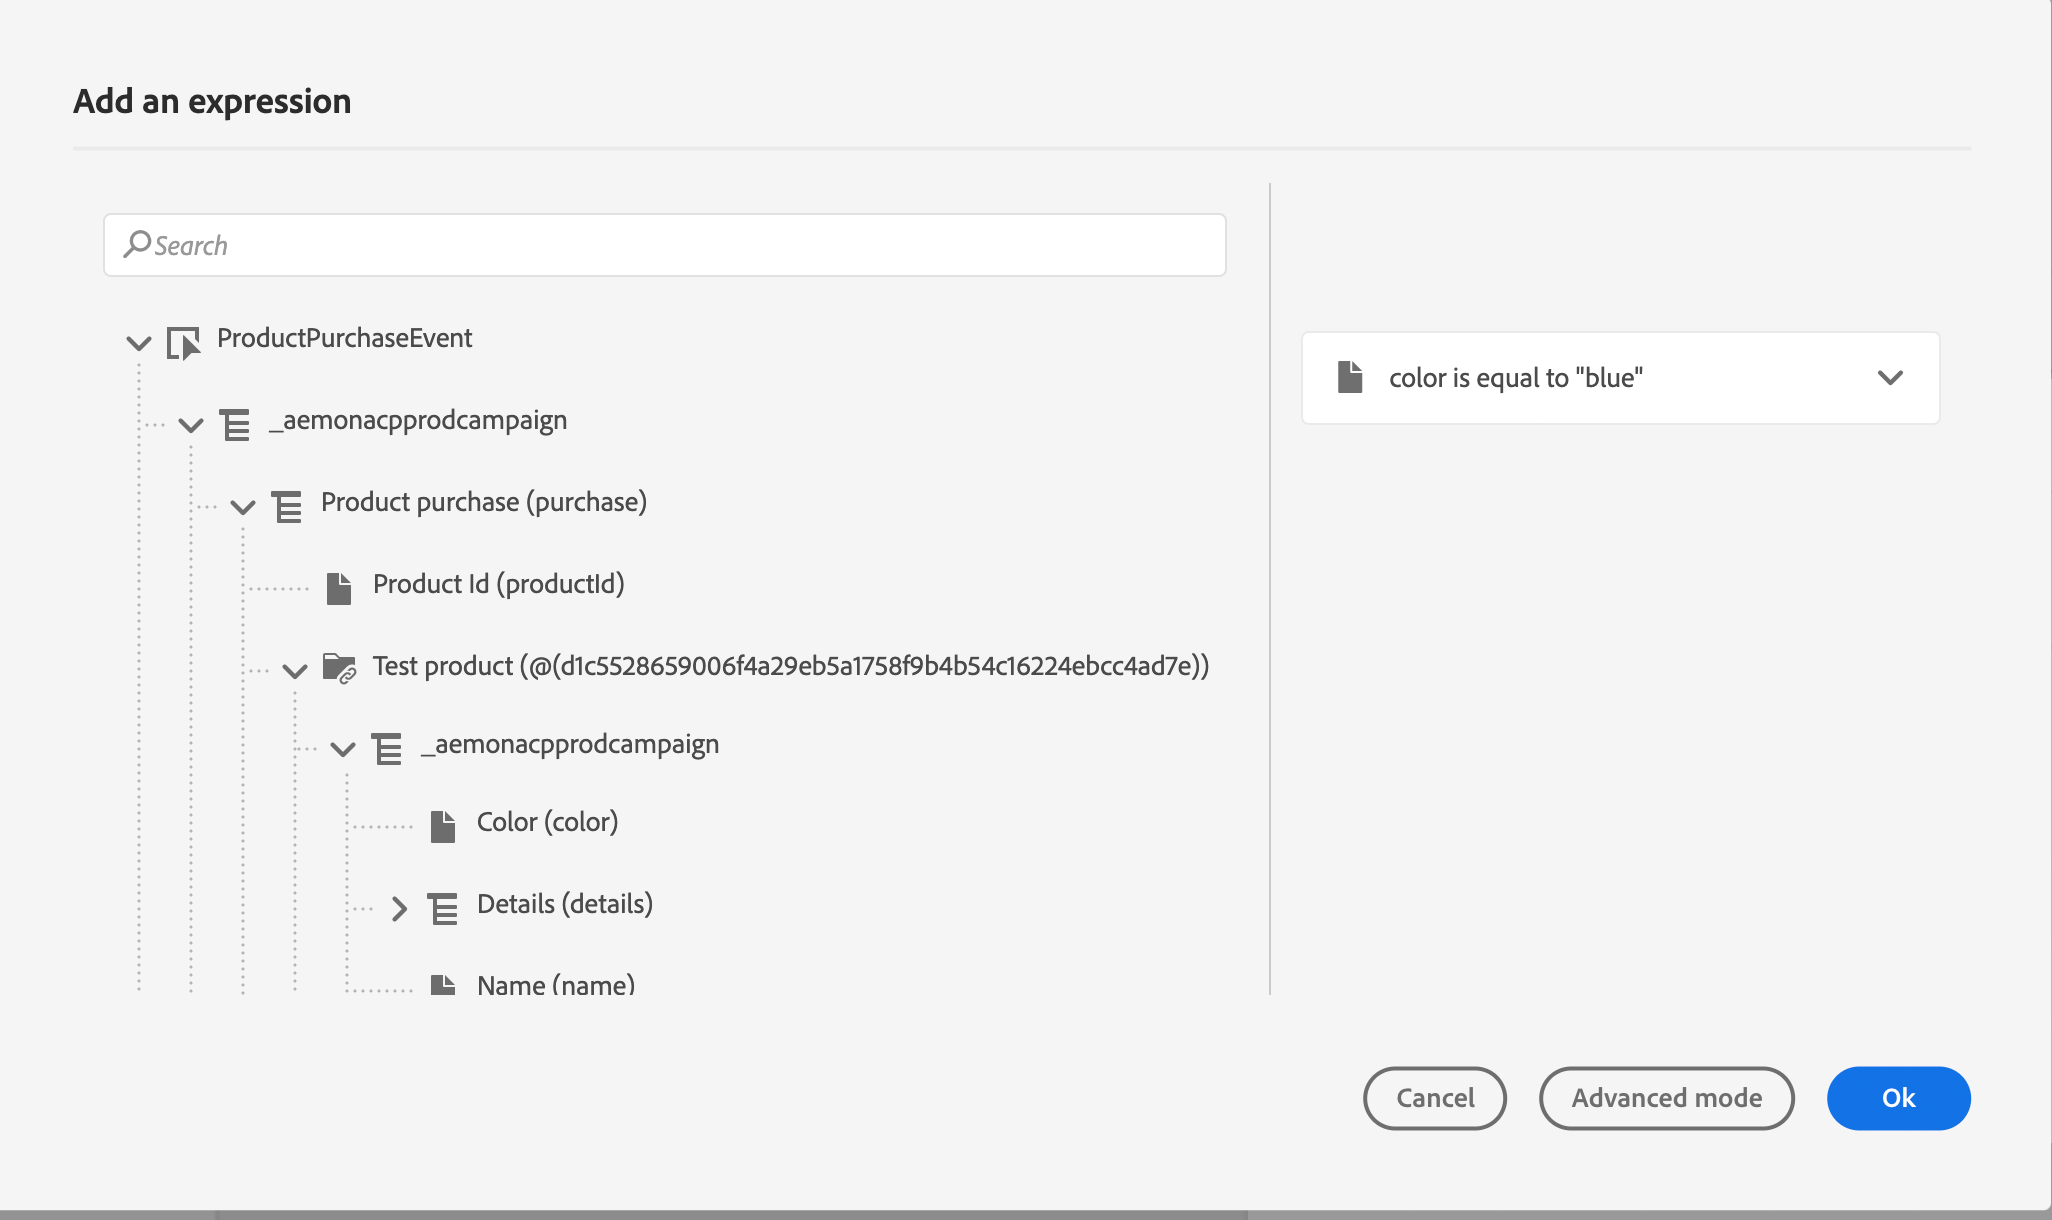 Add an expression
Search
ProductPurchaseEvent
_aemonacpprodcampaign
Product purchase (purchase)
Product Id (productId)
Test product (@(d1c5528659006f4a29eb5a1758f9b4b54c16224ebcc4ad7e))
_aemonacpprodcampaign
Color (color)
Details (details)
Name (name)
color is equal to "blue"
Cancel
Advanced mode
Ok